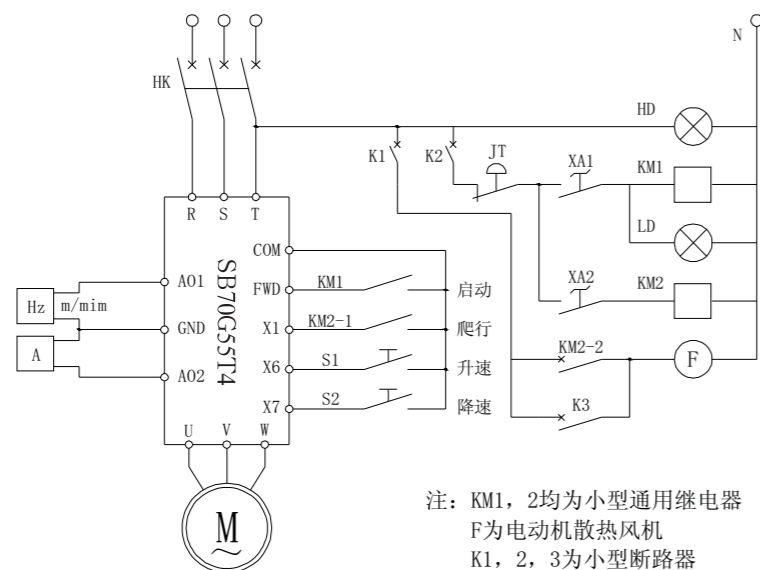 N
HK
HD
K1
K2
JT
XA1
KM1
R S T
LD
COM
XA2
KM2
AO1
FWD
KM1
启动
Hz
m/mim
SB70G55T4
GND
X1
KM2-1
爬行
KM2-2
F
A
X6
S1
升速
AO2
K3
X7
S2
降速
U V W
M
~
注：KM1，2均为小型通用继电器
F为电动机散热风机
K1，2，3为小型断路器